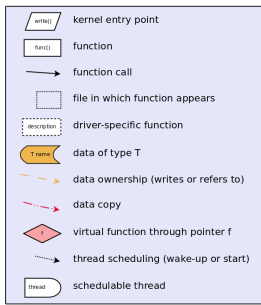 write() kernel entry point
func() function
function call
file in which function appears
description driver-specific function
T name data of type T
data ownership (writes or refers to)
data copy
f virtual function through pointer f
thread scheduling (wake-up or start)
thread schedulable thread